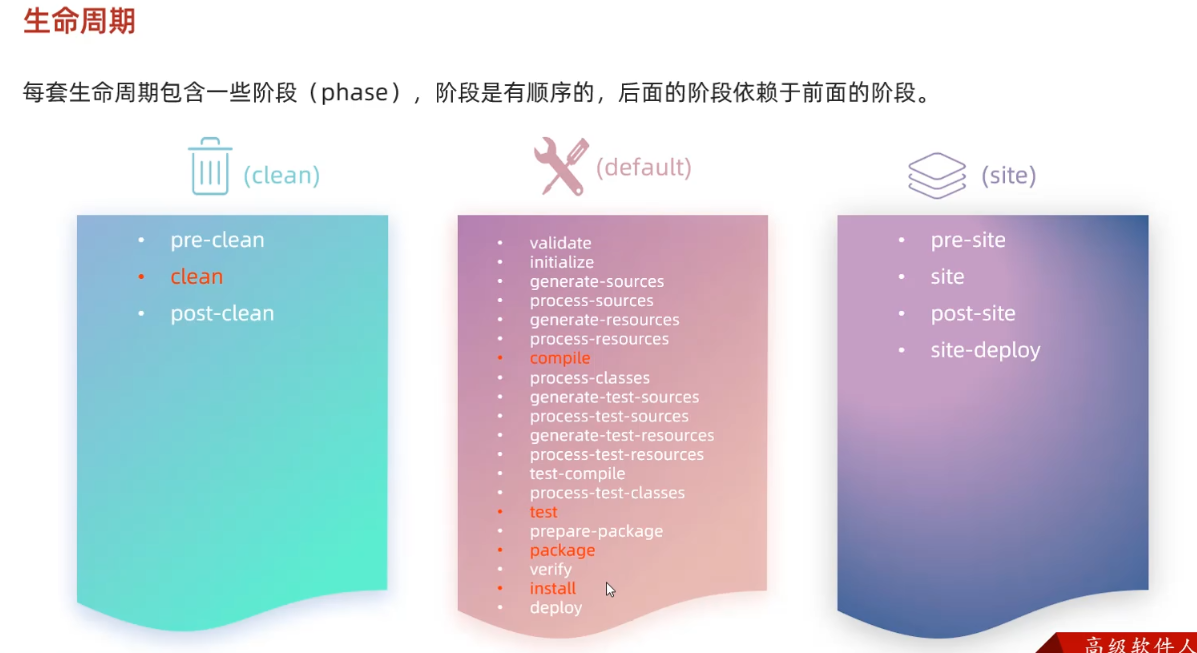 生命周期
每套生命周期包含一些阶段（phase），阶段是有顺序的，后面的阶段依赖于前面的阶段。
(clean)
• pre-clean
• clean
• post-clean
(default)
• validate
• initialize
• generate-sources
• process-sources
• generate-resources
• process-resources
• compile
• process-classes
• generate-test-sources
• process-test-sources
• generate-test-resources
• process-test-resources
• test-compile
• process-test-classes
• test
• prepare-package
• package
• verify
• install
• deploy
(site)
• pre-site
• site
• post-site
• site-deploy
高级软件人